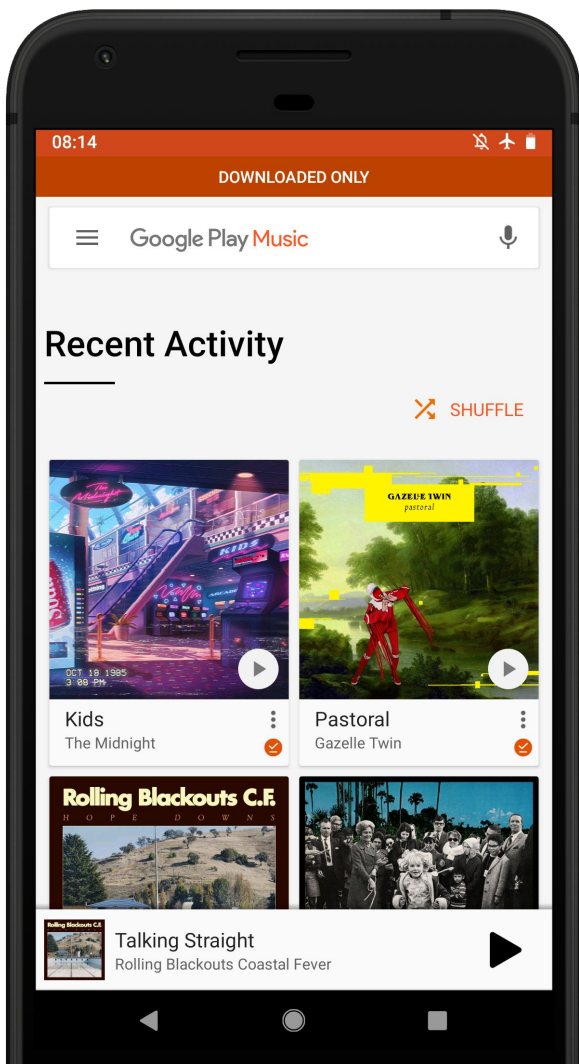 08:14
DOWNLOADED ONLY
Google Play Music
Recent Activity
SHUFFLE
The Midnight
KIDS
ARCADE
OCT 18 1985
3:08 PM
GAZELLE TWIN
pastoral
Kids
The Midnight
Pastoral
Gazelle Twin
Rolling Blackouts C.F.
HOPE DOWNS
Rolling Blackouts C.F.
Talking Straight
Rolling Blackouts Coastal Fever